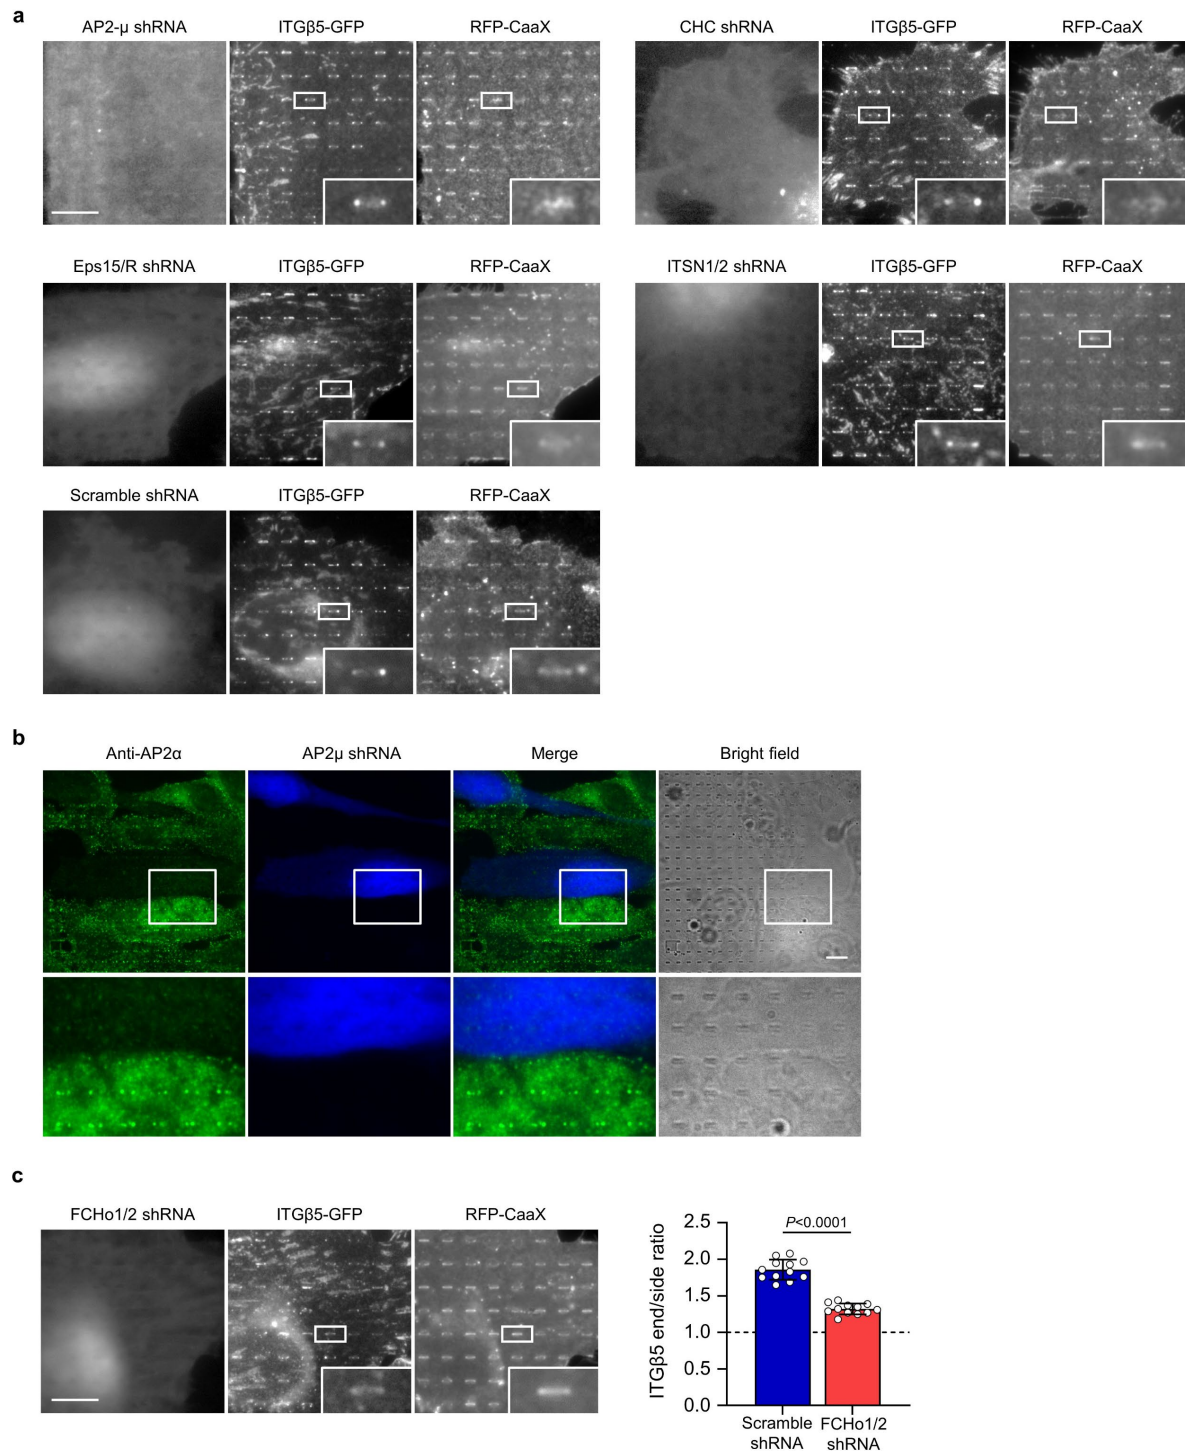 a
AP2-μ shRNA ITGβ5-GFP RFP-CaaX CHC shRNA ITGβ5-GFP RFP-CaaX
Eps15/R shRNA ITGβ5-GFP RFP-CaaX ITSN1/2 shRNA ITGβ5-GFP RFP-CaaX
Scramble shRNA ITGβ5-GFP RFP-CaaX
b
Anti-AP2α AP2μ shRNA Merge Bright field
c
FCHo1/2 shRNA ITGβ5-GFP RFP-CaaX
ITGβ5 end/side ratio
2.5
2.0
1.5
1.0
0.5
0.0
P<0.0001
Scramble
shRNA
FCHo1/2
shRNA